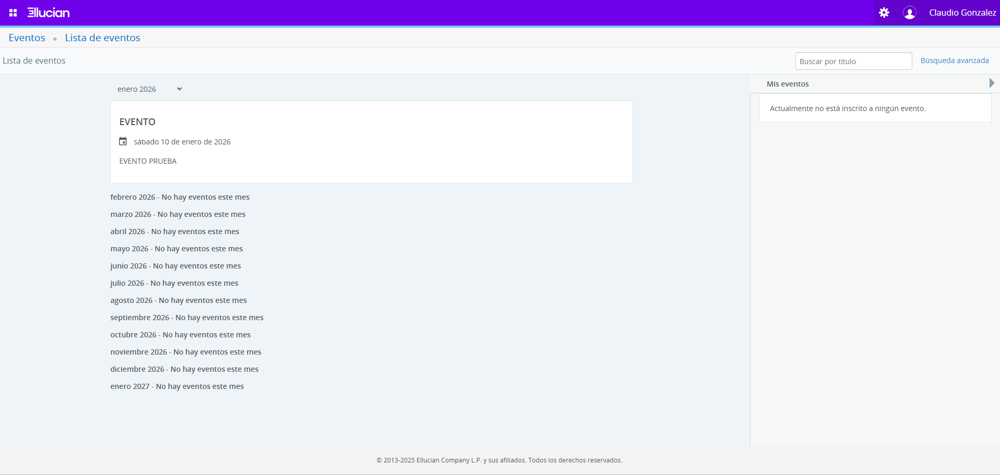 Ellucian
Claudio Gonzalez
Eventos • Lista de eventos
Lista de eventos
Buscar por título
Búsqueda avanzada
enero 2026
EVENTO
sábado 10 de enero de 2026
EVENTO PRUEBA
febrero 2026 - No hay eventos este mes
marzo 2026 - No hay eventos este mes
abril 2026 - No hay eventos este mes
mayo 2026 - No hay eventos este mes
junio 2026 - No hay eventos este mes
julio 2026 - No hay eventos este mes
agosto 2026 - No hay eventos este mes
septiembre 2026 - No hay eventos este mes
octubre 2026 - No hay eventos este mes
noviembre 2026 - No hay eventos este mes
diciembre 2026 - No hay eventos este mes
enero 2027 - No hay eventos este mes
Mis eventos
Actualmente no está inscrito a ningún evento.
© 2013-2025 Ellucian Company L.P. y sus afiliados. Todos los derechos reservados.